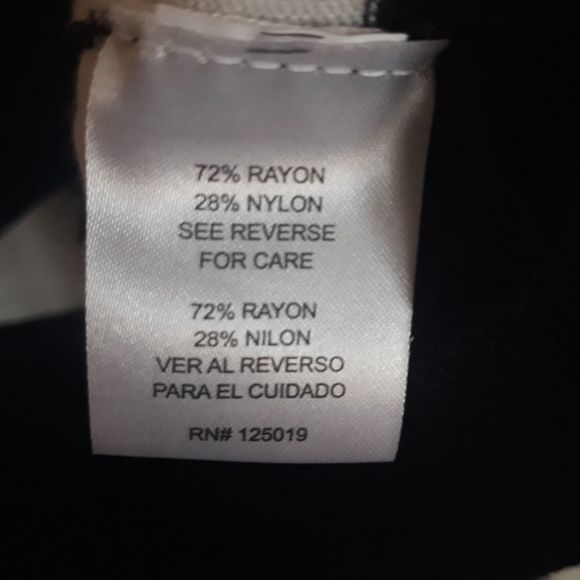 72% RAYON
28% NYLON
SEE REVERSE
FOR CARE
72% RAYON
28% NILON
VER AL REVERSO
PARA EL CUIDADO
RN# 125019